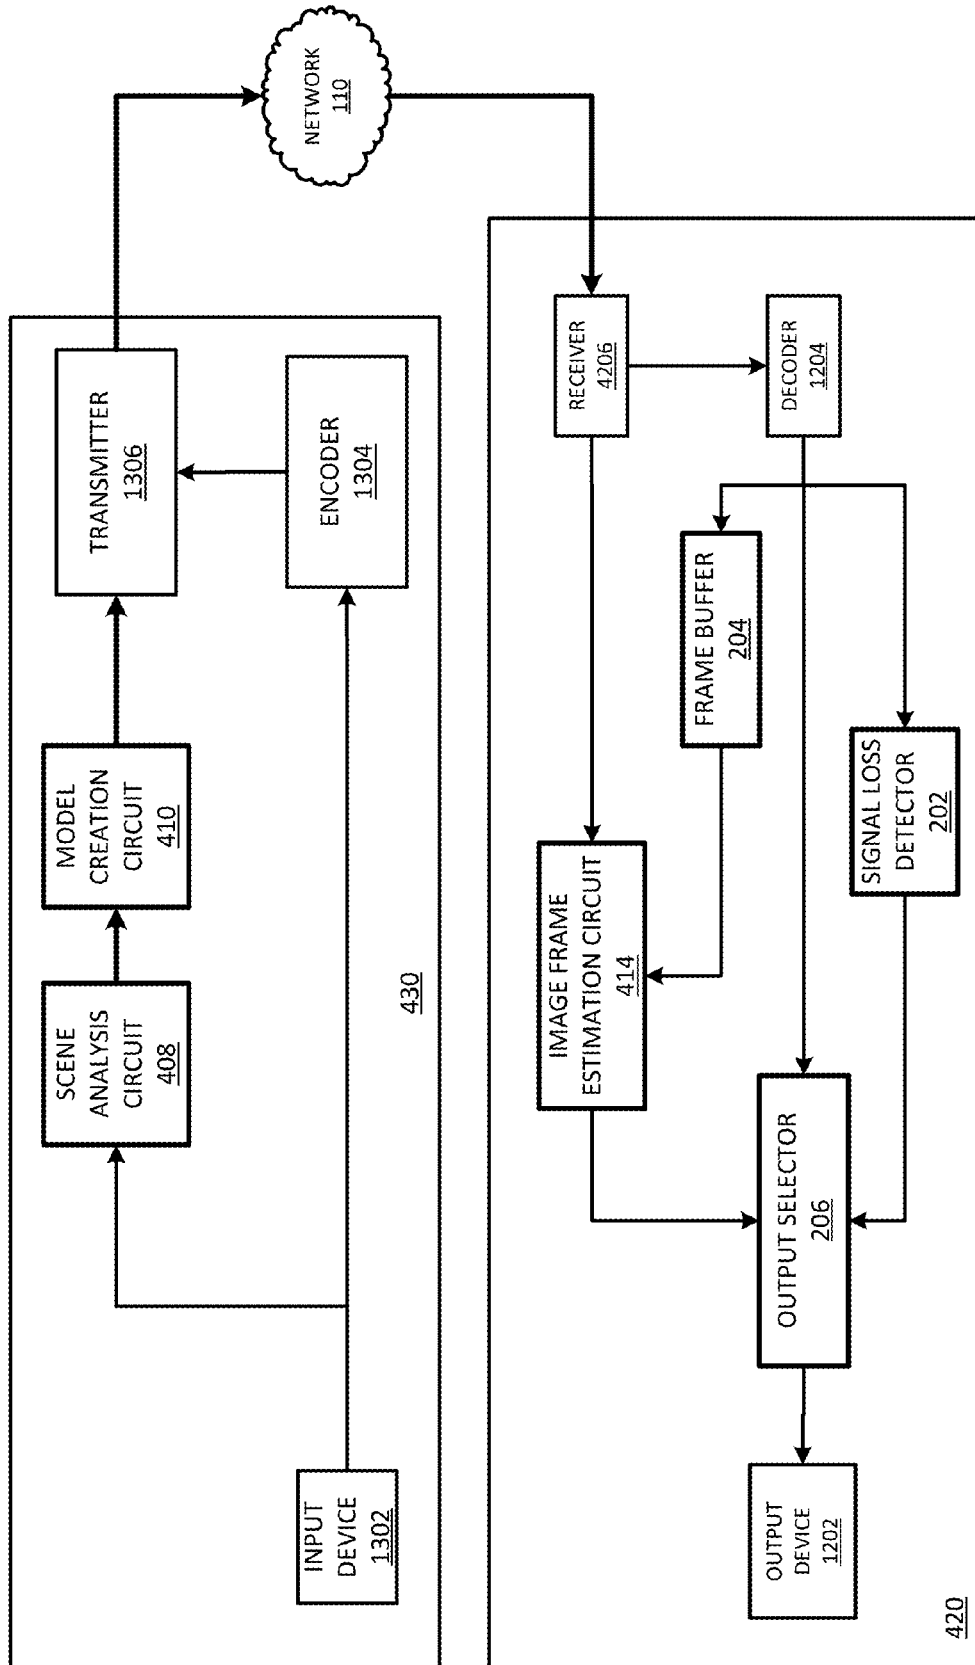 INPUT
DEVICE
1302
SCENE
ANALYSIS
CIRCUIT
408
MODEL
CREATION
CIRCUIT
410
TRANSMITTER
1306
ENCODER
1304
430
NETWORK
110
RECEIVER
4206
DECODER
1204
FRAME BUFFER
204
SIGNAL LOSS
DETECTOR
202
IMAGE FRAME
ESTIMATION CIRCUIT
414
OUTPUT SELECTOR
206
OUTPUT
DEVICE
1202
420